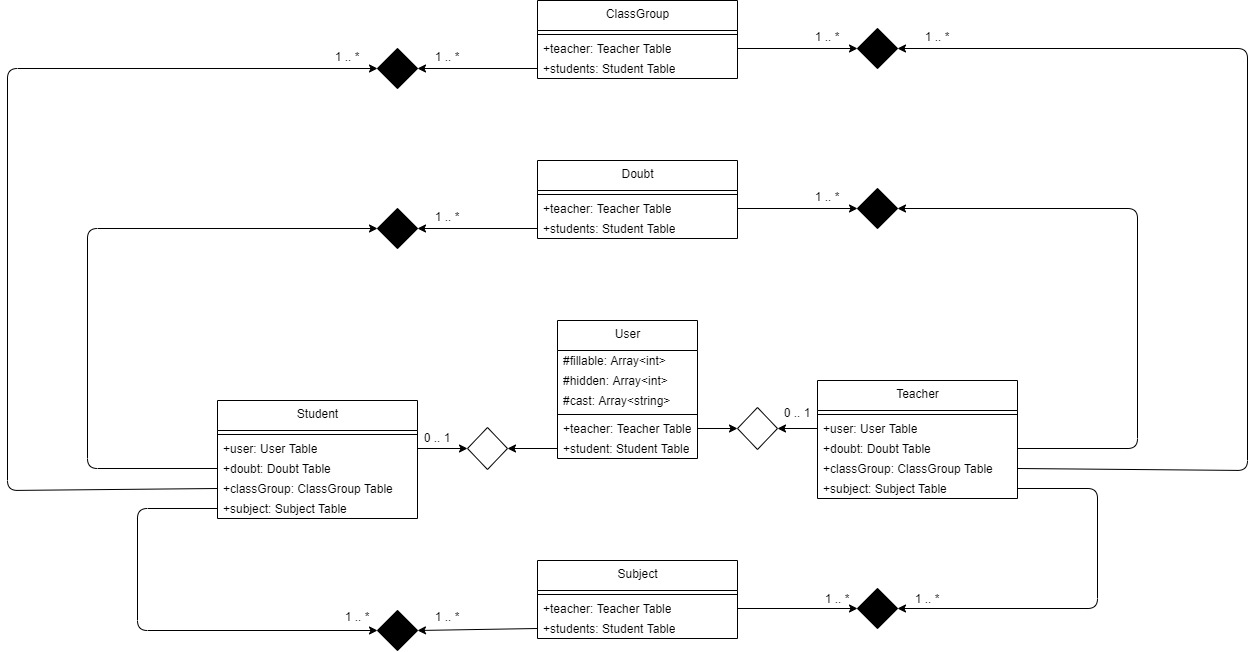 ClassGroup
1 .. *
1 .. *
1 .. *
1 .. *
+teacher: Teacher Table
+students: Student Table
Doubt
1 .. *
1 .. *
+teacher: Teacher Table
+students: Student Table
User
#fillable: Array<int>
#hidden: Array<int>
#cast: Array<string>
+teacher: Teacher Table
+student: Student Table
Student
0 .. 1
+user: User Table
+doubt: Doubt Table
+classGroup: ClassGroup Table
+subject: Subject Table
Teacher
0 .. 1
+user: User Table
+doubt: Doubt Table
+classGroup: ClassGroup Table
+subject: Subject Table
Subject
1 .. *
1 .. *
1 .. *
1 .. *
+teacher: Teacher Table
+students: Student Table